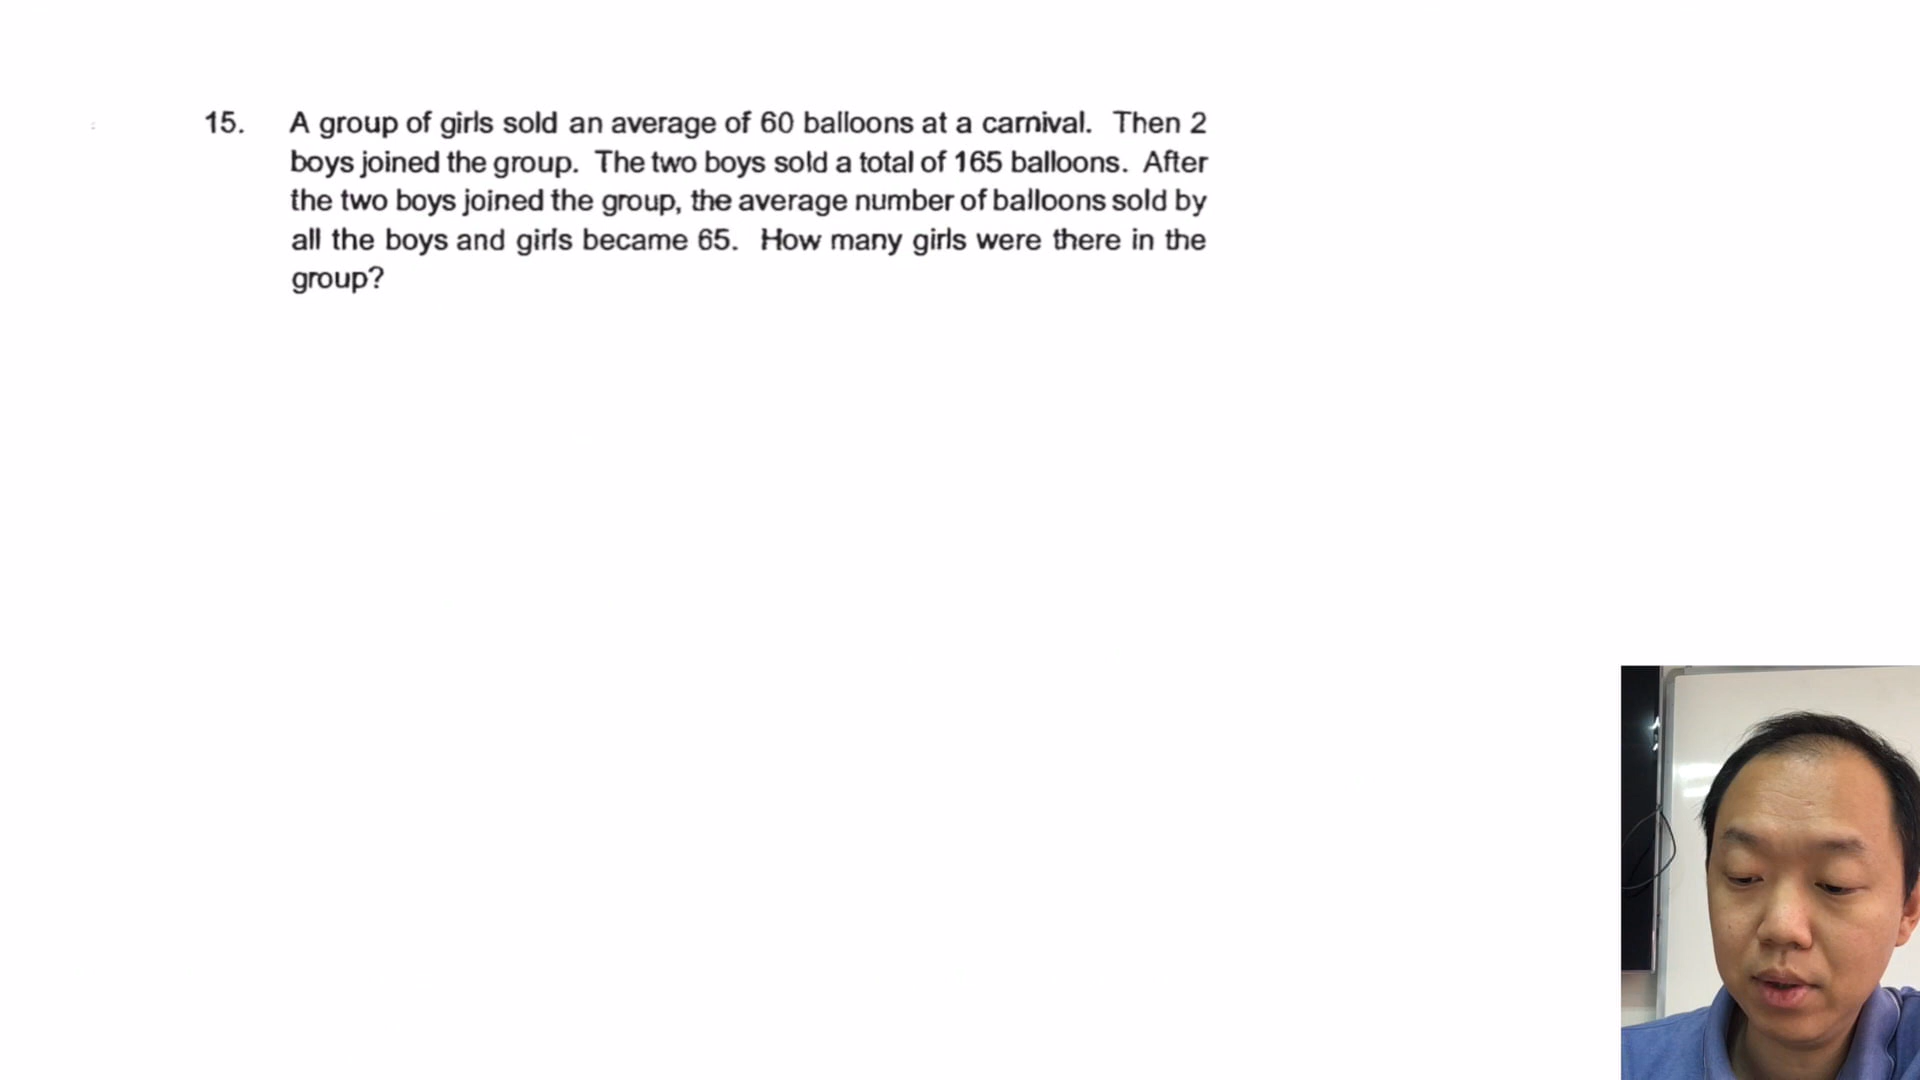 15. A group of girls sold an average of 60 balloons at a carnival. Then 2
boys joined the group. The two boys sold a total of 165 balloons. After
the two boys joined the group, the average number of balloons sold by
all the boys and girls became 65. How many girls were there in the
group?